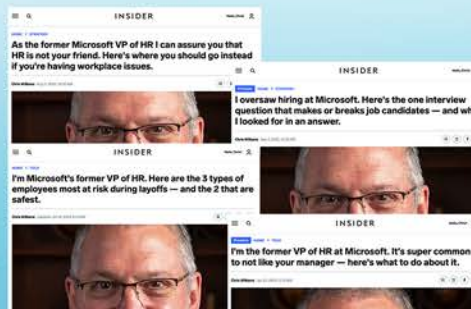 INSIDER
As the former Microsoft VP of HR I can assure you that
HR is not your friend. Here's where you should go instead
if you're having workplace issues.
INSIDER
I oversaw hiring at Microsoft. Here's the one interview
question that makes or breaks job candidates — and w
I looked for in an answer.
INSIDER
I'm Microsoft's former VP of HR. Here are the 3 types of
employees most at risk during layoffs — and the 2 that are
safest.
INSIDER
I'm the former VP of HR at Microsoft. It's super common
to not like your manager — here's what to do about it.